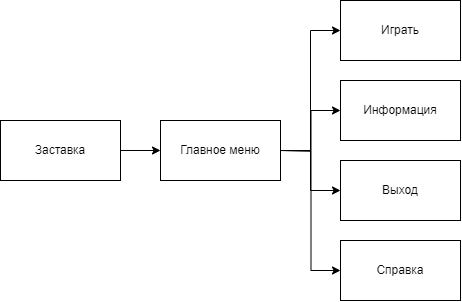 Играть
Информация
Заставка
Главное меню
Выход
Справка